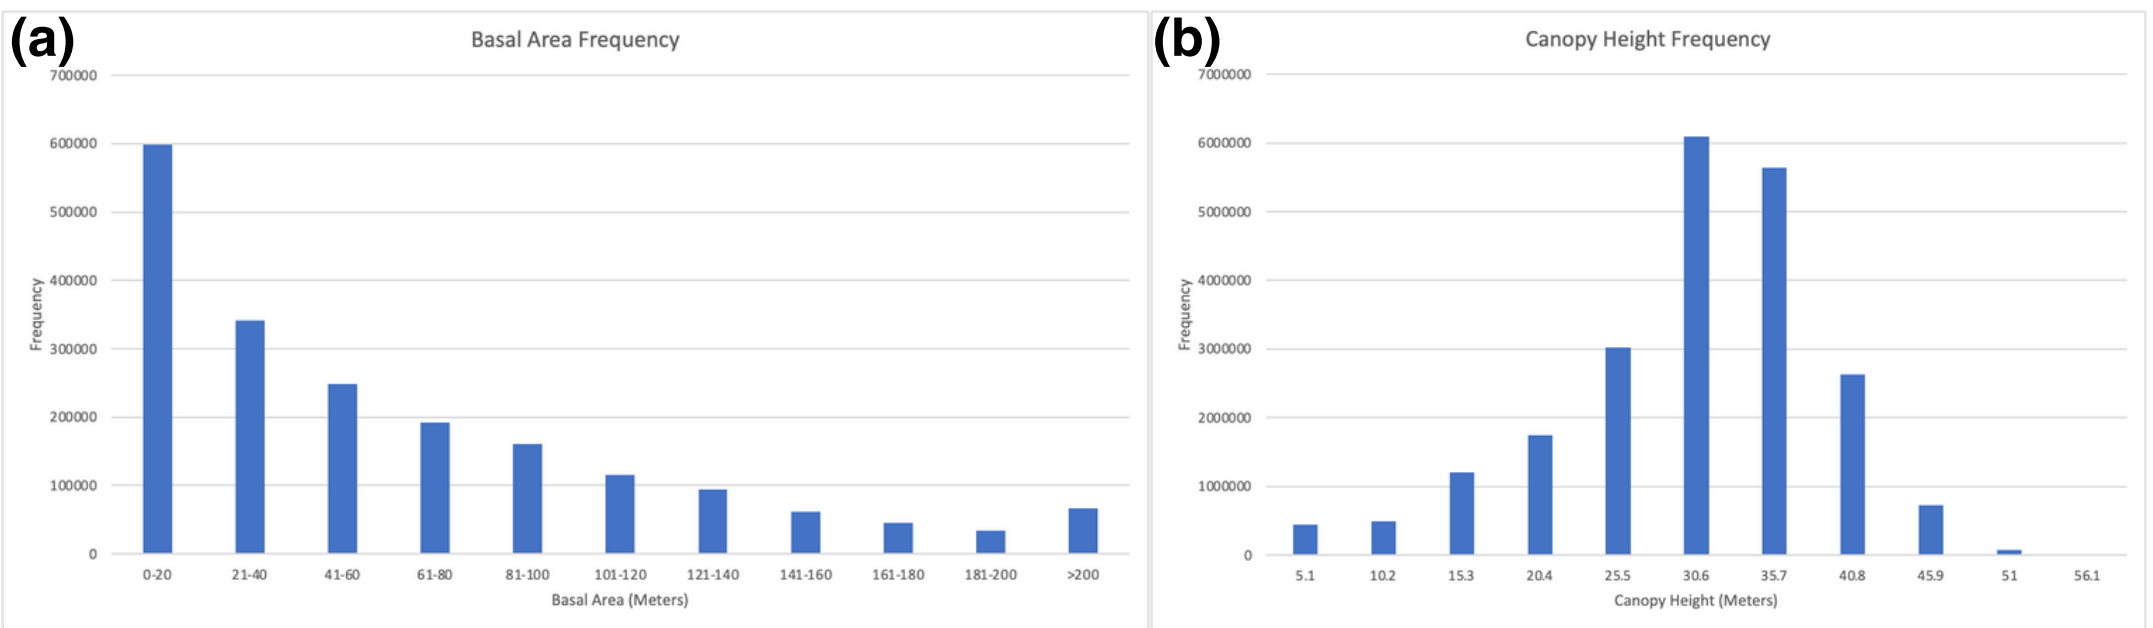 (a)
Basal Area Frequency
700000
600000
500000
400000
300000
200000
100000
0
Frequency
0-20 21-40 41-60 61-80 81-100 101-120 121-140 141-160 161-180 181-200 >200
Basal Area (Meters)
(b)
Canopy Height Frequency
7000000
6000000
5000000
4000000
3000000
2000000
1000000
0
Frequency
5.1 10.2 15.3 20.4 25.5 30.6 35.7 40.8 45.9 51 56.1
Canopy Height (Meters)